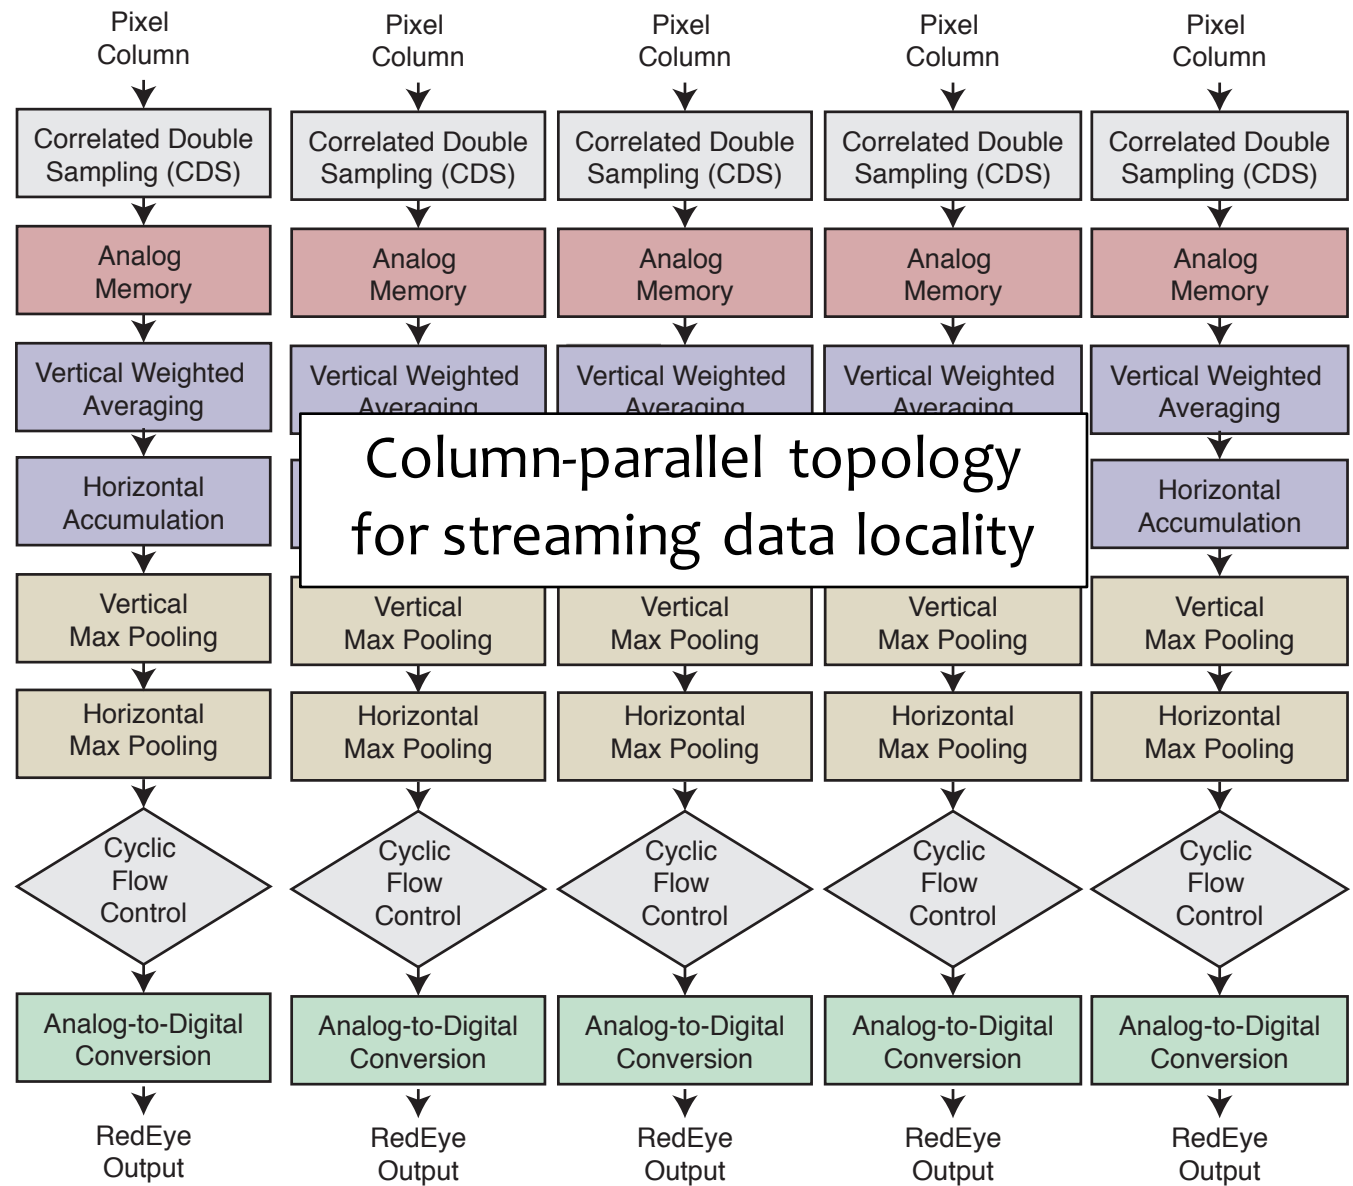 Pixel
Column
Pixel
Column
Pixel
Column
Pixel
Column
Pixel
Column
Correlated Double
Sampling (CDS)
Correlated Double
Sampling (CDS)
Correlated Double
Sampling (CDS)
Correlated Double
Sampling (CDS)
Correlated Double
Sampling (CDS)
Analog
Memory
Analog
Memory
Analog
Memory
Analog
Memory
Analog
Memory
Vertical Weighted
Averaging
Vertical Weighted
Averaging
Vertical Weighted
Averaging
Vertical Weighted
Averaging
Vertical Weighted
Averaging
Column-parallel topology
for streaming data locality
Horizontal
Accumulation
Horizontal
Accumulation
Vertical
Max Pooling
Vertical
Max Pooling
Vertical
Max Pooling
Vertical
Max Pooling
Vertical
Max Pooling
Horizontal
Max Pooling
Horizontal
Max Pooling
Horizontal
Max Pooling
Horizontal
Max Pooling
Horizontal
Max Pooling
Cyclic
Flow
Control
Cyclic
Flow
Control
Cyclic
Flow
Control
Cyclic
Flow
Control
Cyclic
Flow
Control
Analog-to-Digital
Conversion
Analog-to-Digital
Conversion
Analog-to-Digital
Conversion
Analog-to-Digital
Conversion
Analog-to-Digital
Conversion
RedEye
Output
RedEye
Output
RedEye
Output
RedEye
Output
RedEye
Output